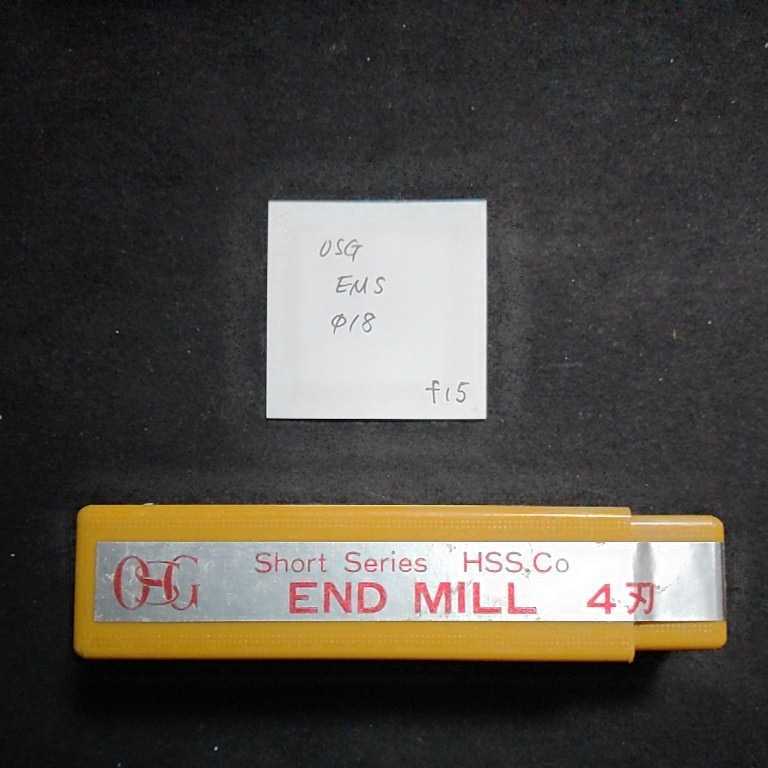 OSG
EMS
φ18
f15
OSG
Short Series HSS.Co
END MILL 4刃